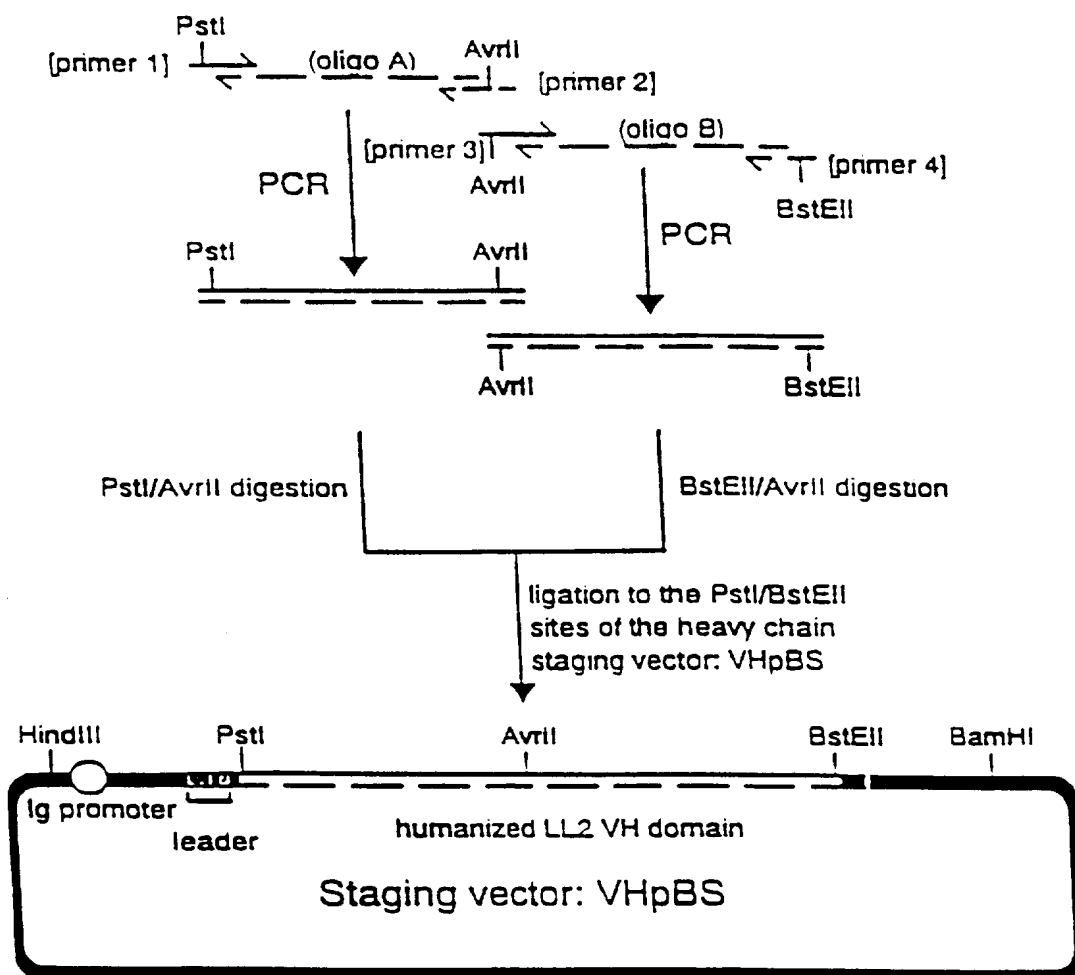 PstI
[primer 1]
(oligo A)
AvrII
[primer 2]
[primer 3]
(oligo B)
[primer 4]
AvrII
BstEII
PCR
PCR
PstI
AvrII
AvrII
BstEII
PstI/AvrII digestion
BstEII/AvrII digestion
ligation to the PstI/BstEII
sites of the heavy chain
staging vector: VHpBS
HindIII
PstI
AvrII
BstEII
BamHI
Ig promoter
leader
humanized LL2 VH domain
Staging vector: VHpBS